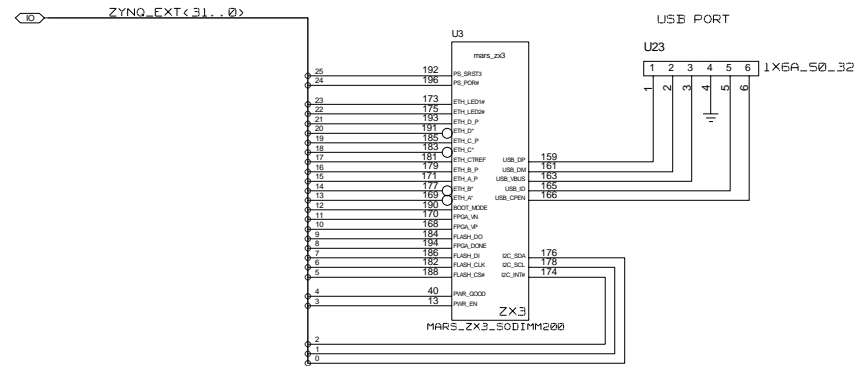 IO
ZYNQ_EXT<31..0>
USB PORT
U3
U23
mars_zx3
1 2 3 4 5 6
1X6A_50_32
1 2 3 4 5 6
25 192 PS_SRST3
24 196 PS_POR#
23 173 ETH_LED1#
22 175 ETH_LED2#
21 193 ETH_D_P
20 191 ETH_D*
19 185 ETH_C_P
18 183 ETH_C*
17 181 ETH_CTREF USB_DP 159
16 179 ETH_B_P USB_DM 161
15 171 ETH_A_P USB_VBUS 163
14 177 ETH_B* USB_ID 165
13 169 ETH_A* USB_CPEN 166
12 190 BOOT_MODE
11 170 FPGA_VN
10 168 FPGA_VP
9 184 FLASH_DO
8 194 FPGA_DONE
7 186 FLASH_DI I2C_SDA 176
6 182 FLASH_CLK I2C_SCL 178
5 188 FLASH_CS# I2C_INT# 174
4 40 PWR_GOOD
3 13 PWR_EN
ZX3
MARS_ZX3_SODIMM200
2
1
0